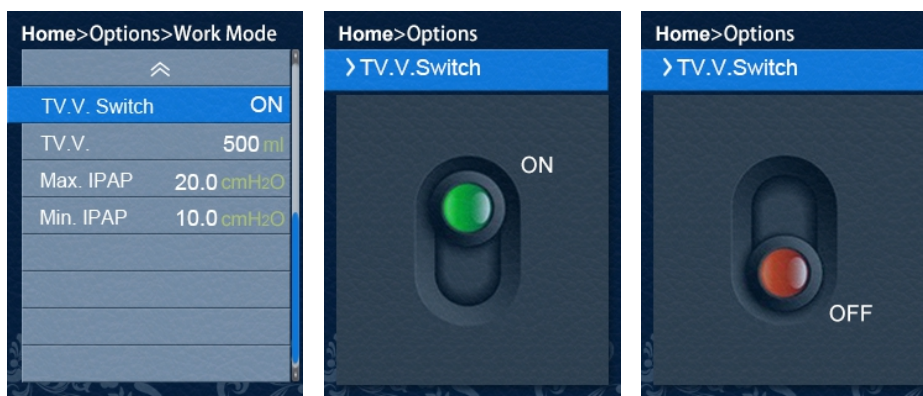 Home>Options>Work Mode
TV.V. Switch ON
TV.V. 500 ml
Max. IPAP 20.0 cmH2O
Min. IPAP 10.0 cmH2O
Home>Options
>TV.V.Switch
ON
Home>Options
>TV.V.Switch
OFF